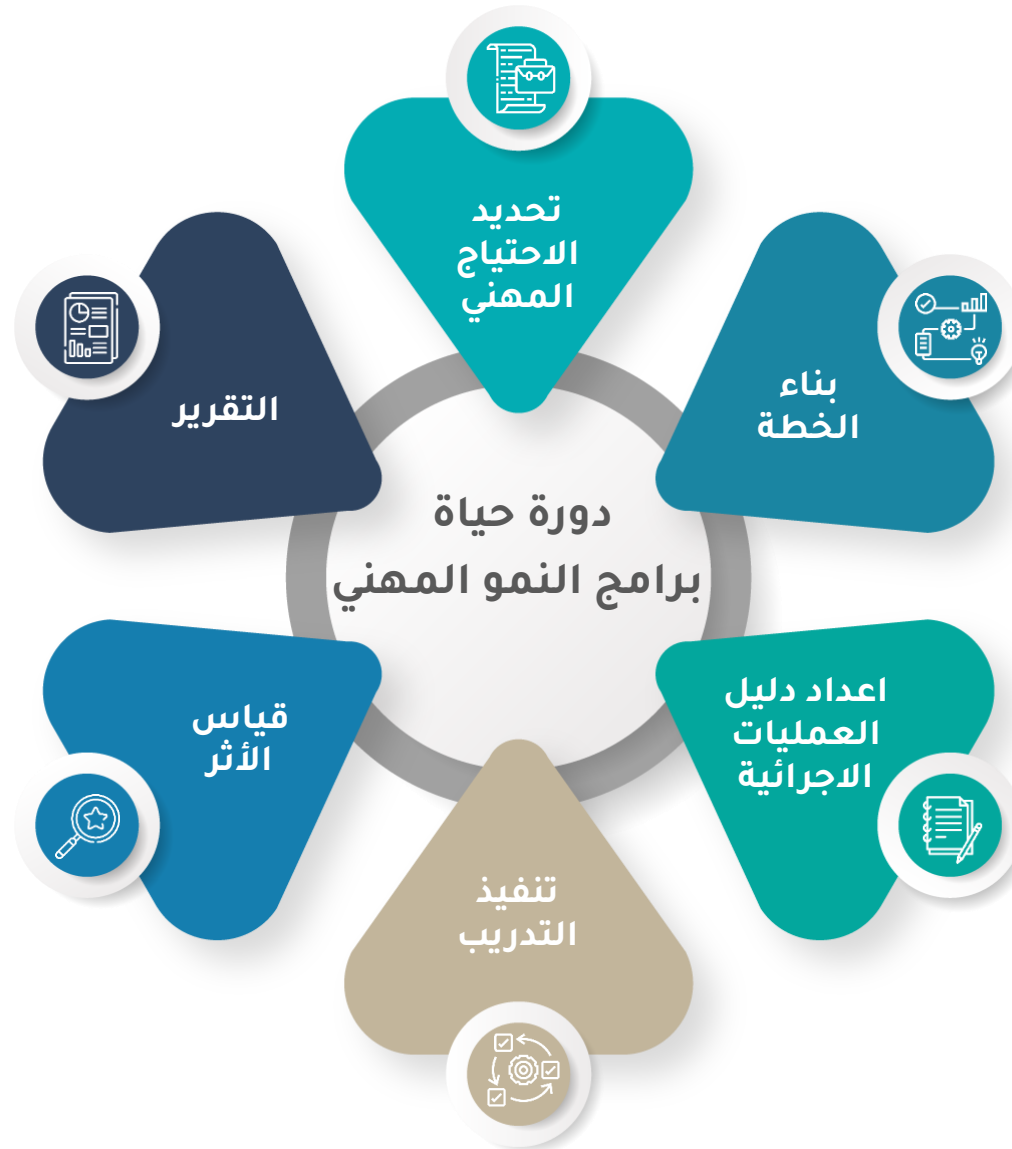 دورة حياة
برامج النمو المهني
تحديد
الاحتياج
المهني
بناء
الخطة
اعداد دليل
العمليات
الاجرائية
تنفيذ
التدريب
قياس
الأثر
التقرير